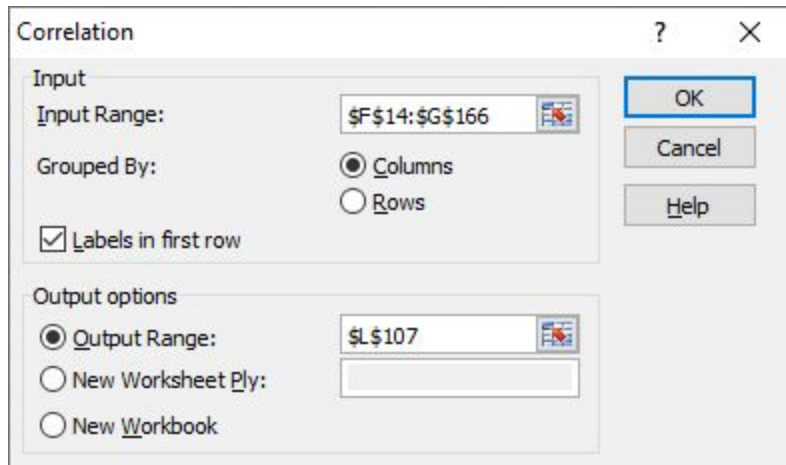 Correlation ?
Input
Input Range: $F$14:$G$166
Grouped By: Columns
Rows
Labels in first row
Output options
Output Range: $L$107
New Worksheet Ply:
New Workbook
OK
Cancel
Help